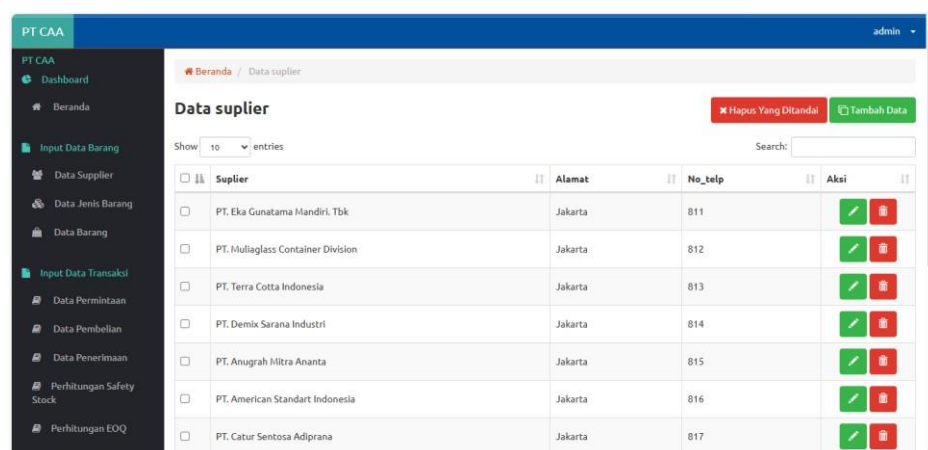 PT CAA
admin
PT CAA
Dashboard
Beranda
Input Data Barang
Data Supplier
Data Jenis Barang
Data Barang
Input Data Transaksi
Data Permintaan
Data Pembelian
Data Penerimaan
Perhitungan Safety
Stock
Perhitungan EOQ
Beranda / Data suplier
Data suplier
Hapus Yang Ditandai
Tambah Data
Show 10 entries
Search:
Suplier Alamat No_telp Aksi
PT. Eka Gunatama Mandiri. Tbk Jakarta 811
PT. Muliaglass Container Division Jakarta 812
PT. Terra Cotta Indonesia Jakarta 813
PT. Demix Sarana Industri Jakarta 814
PT. Anugrah Mitra Ananta Jakarta 815
PT. American Standart Indonesia Jakarta 816
PT. Catur Sentosa Adiprana Jakarta 817